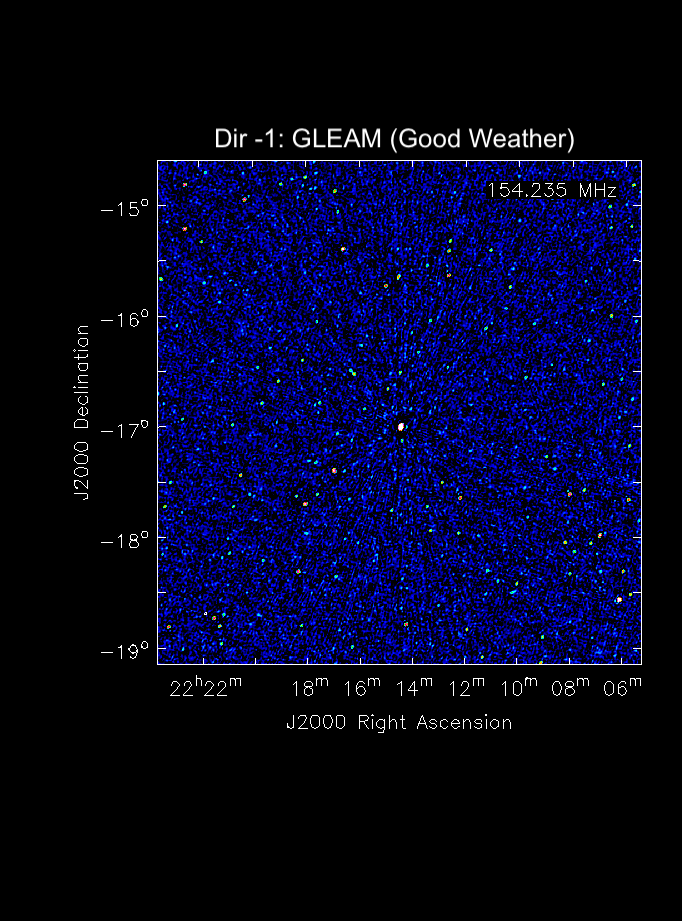 Dir -1: GLEAM (Good Weather)
154.235 MHz
-15°
-16°
-17°
-18°
-19°
J2000 Declination
22ʰ22ᵐ 18ᵐ 16ᵐ 14ᵐ 12ᵐ 10ᵐ 08ᵐ 06ᵐ
J2000 Right Ascension